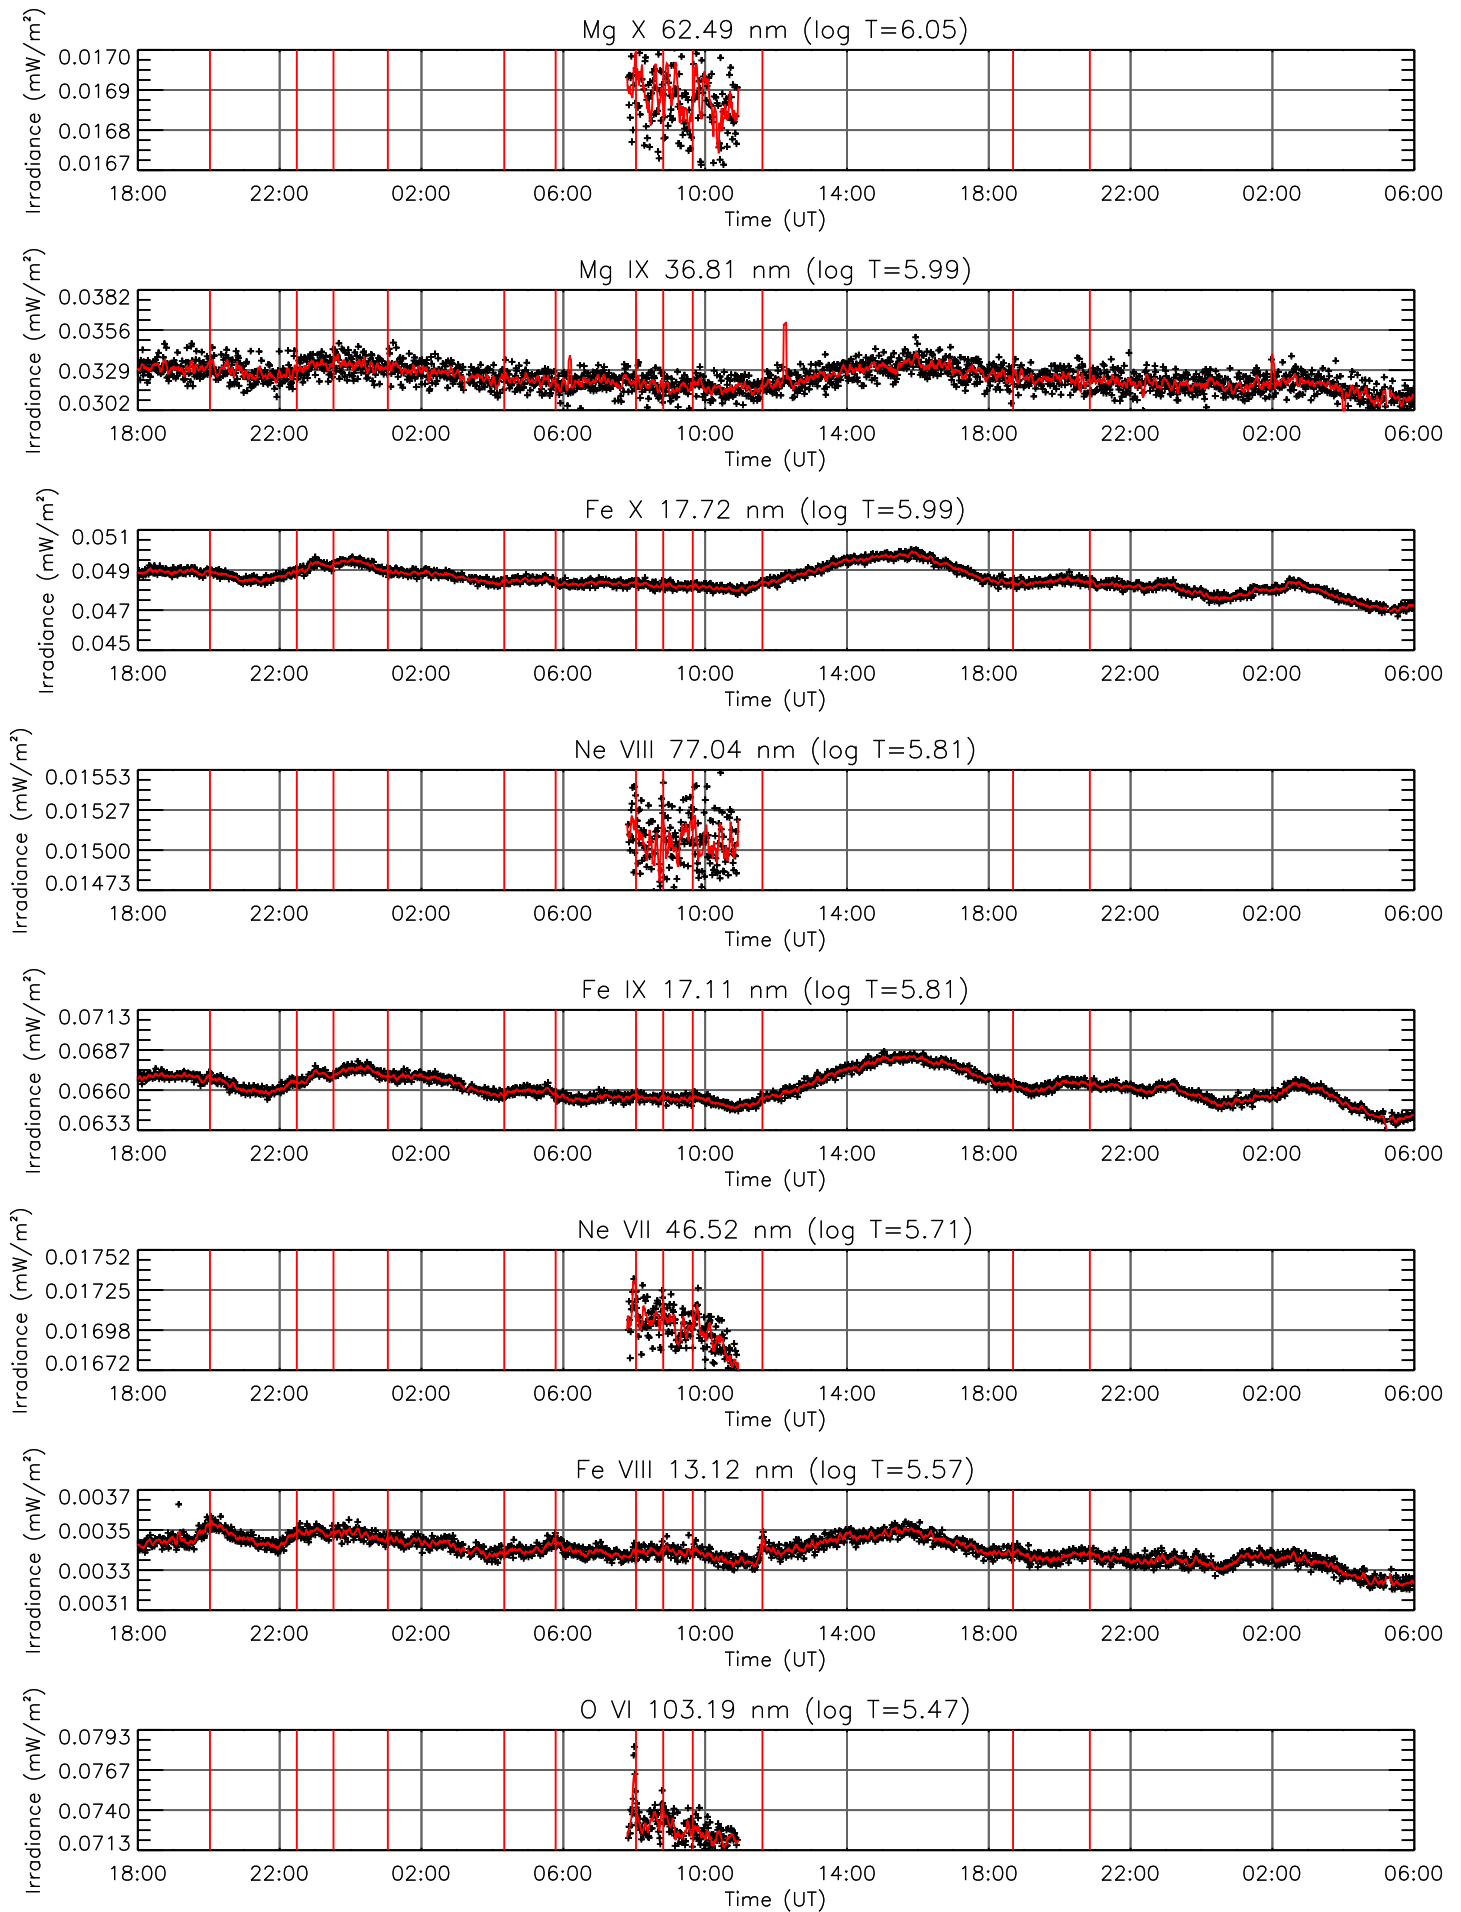 Mg X 62.49 nm (log T=6.05)
Irradiance (mW/m²)
0.0170
0.0169
0.0168
0.0167
18:00 22:00 02:00 06:00 10:00 14:00 18:00 22:00 02:00 06:00
Time (UT)
Mg IX 36.81 nm (log T=5.99)
Irradiance (mW/m²)
0.0382
0.0356
0.0329
0.0302
18:00 22:00 02:00 06:00 10:00 14:00 18:00 22:00 02:00 06:00
Time (UT)
Fe X 17.72 nm (log T=5.99)
Irradiance (mW/m²)
0.051
0.049
0.047
0.045
18:00 22:00 02:00 06:00 10:00 14:00 18:00 22:00 02:00 06:00
Time (UT)
Ne VIII 77.04 nm (log T=5.81)
Irradiance (mW/m²)
0.01553
0.01527
0.01500
0.01473
18:00 22:00 02:00 06:00 10:00 14:00 18:00 22:00 02:00 06:00
Time (UT)
Fe IX 17.11 nm (log T=5.81)
Irradiance (mW/m²)
0.0713
0.0687
0.0660
0.0633
18:00 22:00 02:00 06:00 10:00 14:00 18:00 22:00 02:00 06:00
Time (UT)
Ne VII 46.52 nm (log T=5.71)
Irradiance (mW/m²)
0.01752
0.01725
0.01698
0.01672
18:00 22:00 02:00 06:00 10:00 14:00 18:00 22:00 02:00 06:00
Time (UT)
Fe VIII 13.12 nm (log T=5.57)
Irradiance (mW/m²)
0.0037
0.0035
0.0033
0.0031
18:00 22:00 02:00 06:00 10:00 14:00 18:00 22:00 02:00 06:00
Time (UT)
O VI 103.19 nm (log T=5.47)
Irradiance (mW/m²)
0.0793
0.0767
0.0740
0.0713
18:00 22:00 02:00 06:00 10:00 14:00 18:00 22:00 02:00 06:00
Time (UT)